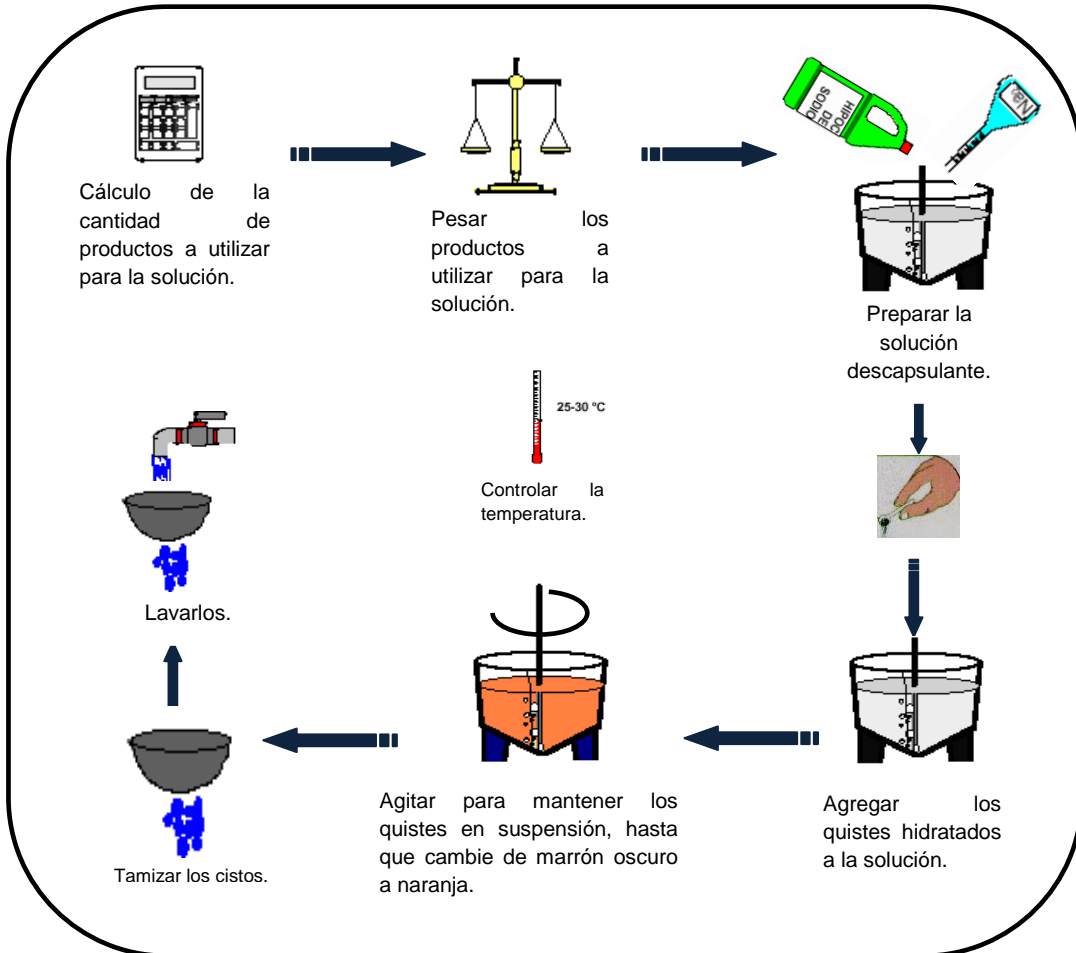 Cálculo de la
cantidad de
productos a utilizar
para la solución.
Pesar los
productos a
utilizar para la
solución.
HIPOC
DE
SODIO
Preparar la
solución
descapsulante.
25-30 °C
Controlar la
temperatura.
Agregar los
quistes hidratados
a la solución.
Agitar para mantener los
quistes en suspensión, hasta
que cambie de marrón oscuro
a naranja.
Tamizar los cistos.
Lavarlos.